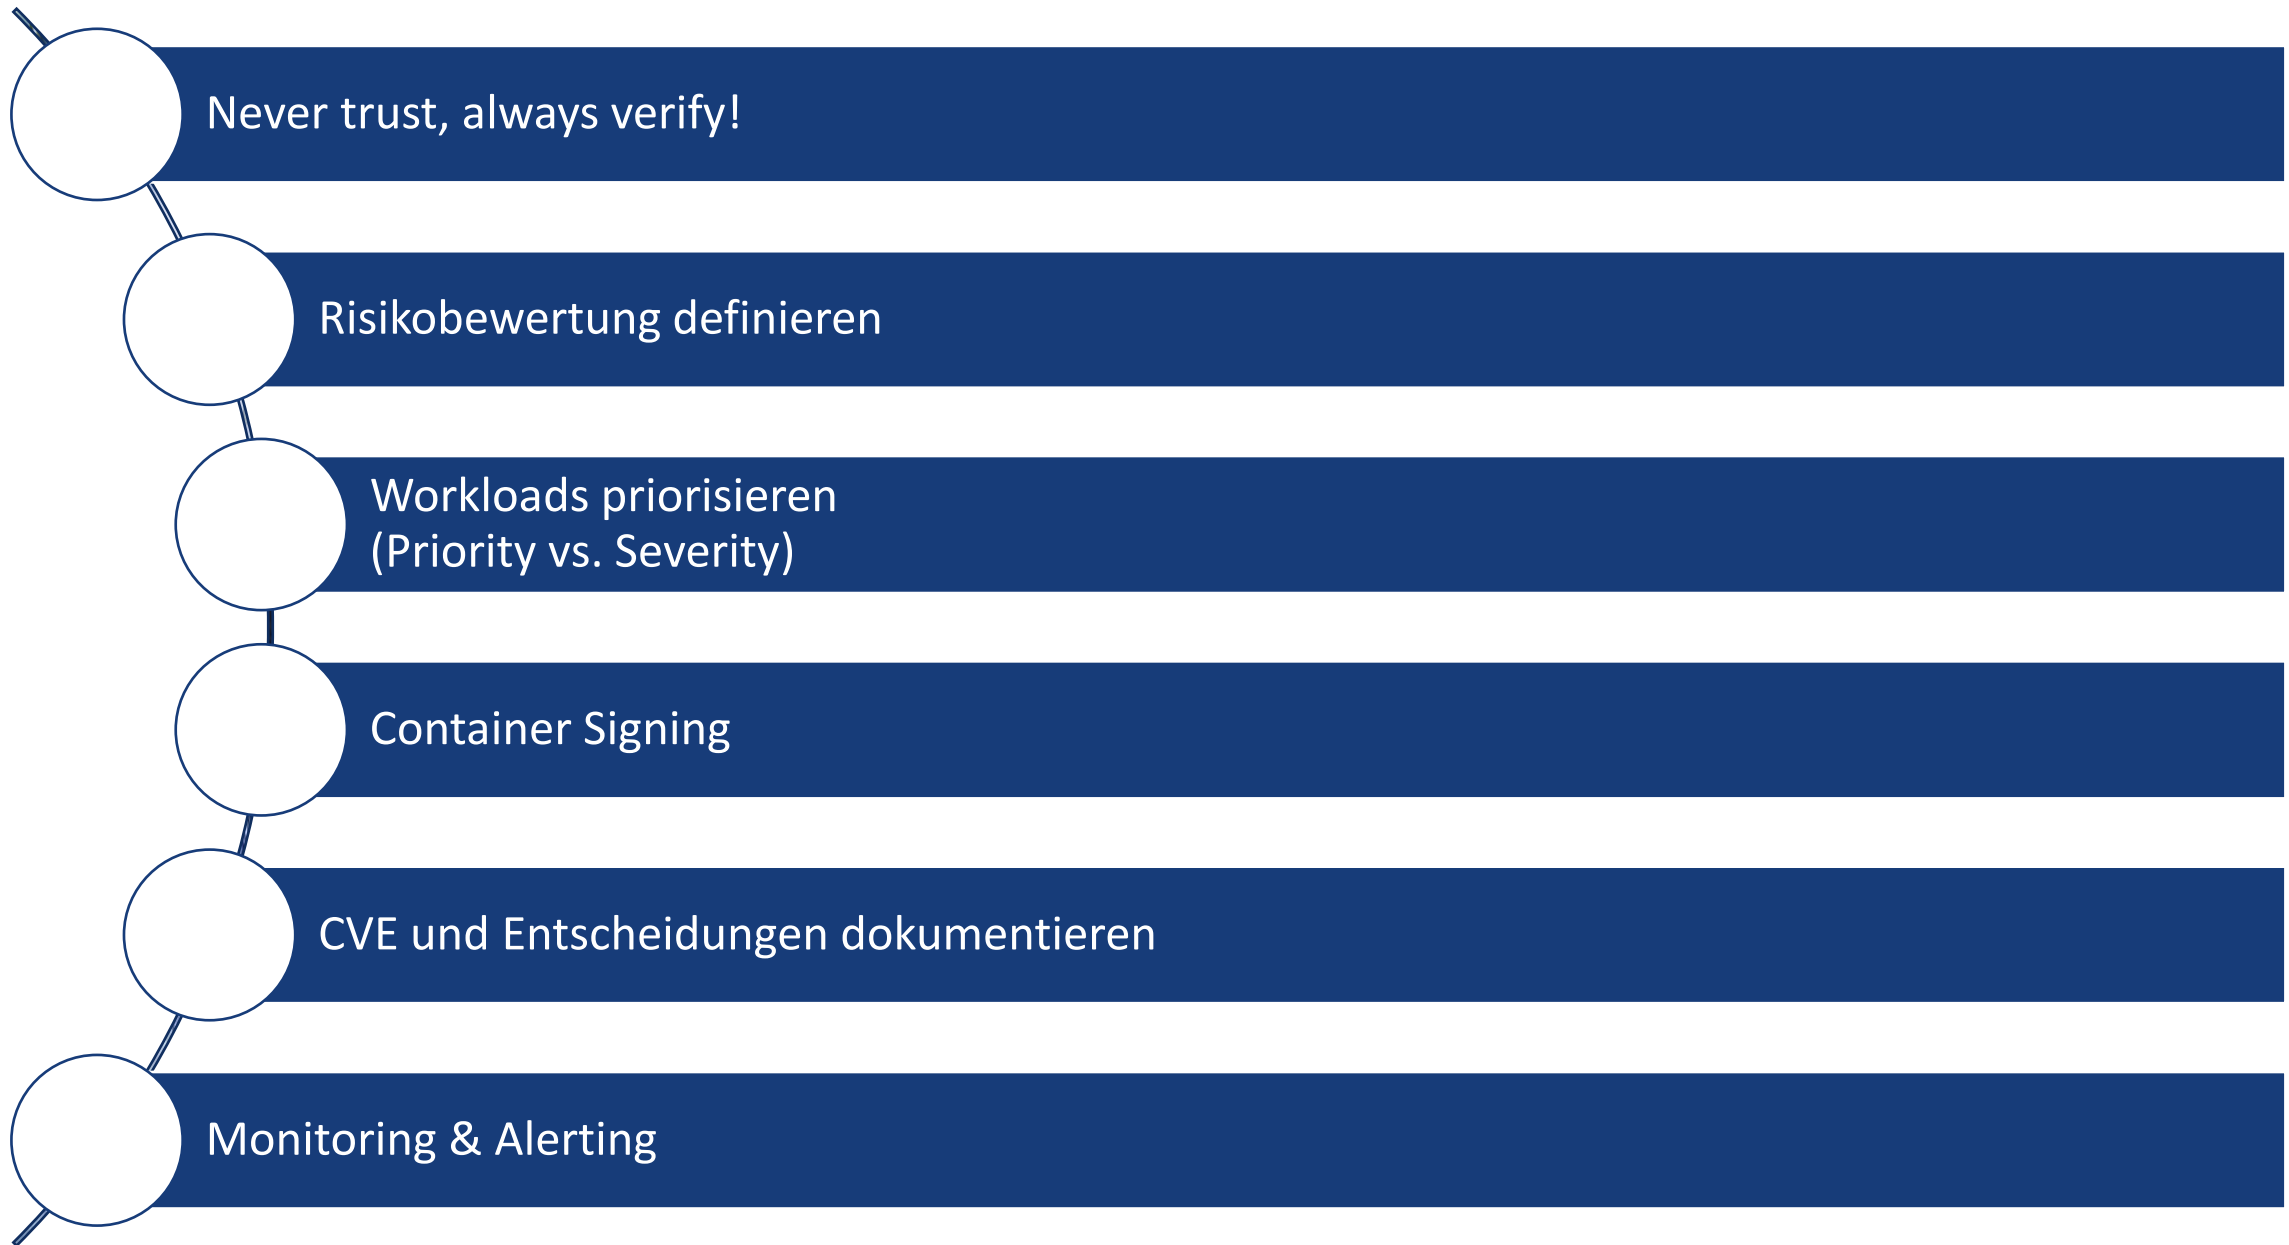 Never trust, always verify!
Risikobewertung definieren
Workloads priorisieren
(Priority vs. Severity)
Container Signing
CVE und Entscheidungen dokumentieren
Monitoring & Alerting